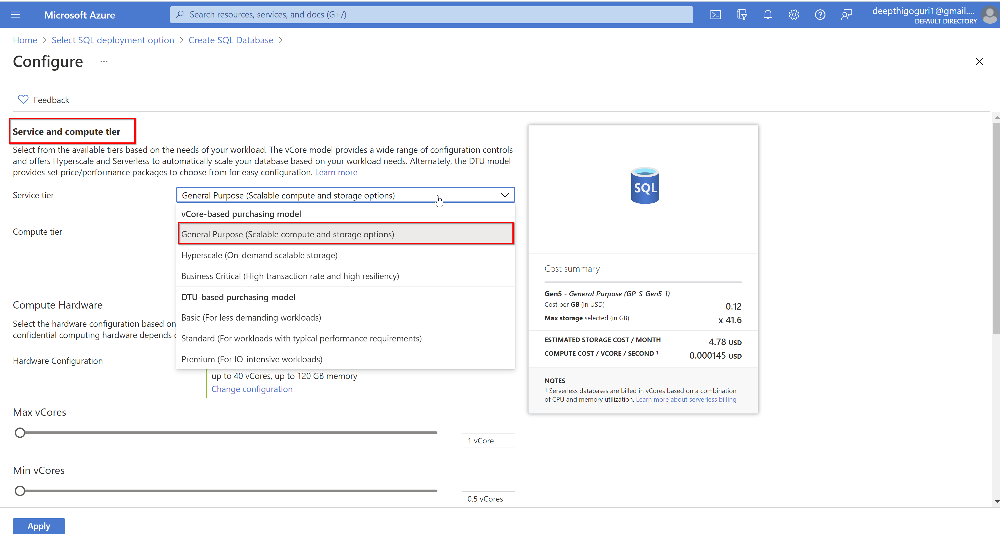 Microsoft Azure
Search resources, services, and docs (G+/)
deepthigoguri1@gmail....
DEFAULT DIRECTORY
Home > Select SQL deployment option > Create SQL Database >
Configure ...
Feedback
Service and compute tier
Select from the available tiers based on the needs of your workload. The vCore model provides a wide range of configuration controls
and offers Hyperscale and Serverless to automatically scale your database based on your workload needs. Alternately, the DTU model
provides set price/performance packages to choose from for easy configuration. Learn more
Service tier
General Purpose (Scalable compute and storage options)
vCore-based purchasing model
General Purpose (Scalable compute and storage options)
Hyperscale (On-demand scalable storage)
Business Critical (High transaction rate and high resiliency)
DTU-based purchasing model
Basic (For less demanding workloads)
Standard (For workloads with typical performance requirements)
Premium (For IO-intensive workloads)
Compute tier
Compute Hardware
Select the hardware configuration based on
confidential computing hardware depends
Hardware Configuration
up to 40 vCores, up to 120 GB memory
Change configuration
Max vCores
1 vCore
Min vCores
0.5 vCores
Apply
SQL
Cost summary
Gen5 - General Purpose (GP_S_Gen5_1)
Cost per GB (in USD) 0.12
Max storage selected (in GB) x 41.6
ESTIMATED STORAGE COST / MONTH 4.78 USD
COMPUTE COST / VCORE / SECOND 1 0.000145 USD
NOTES
1 Serverless databases are billed in vCores based on a combination
of CPU and memory utilization. Learn more about serverless billing